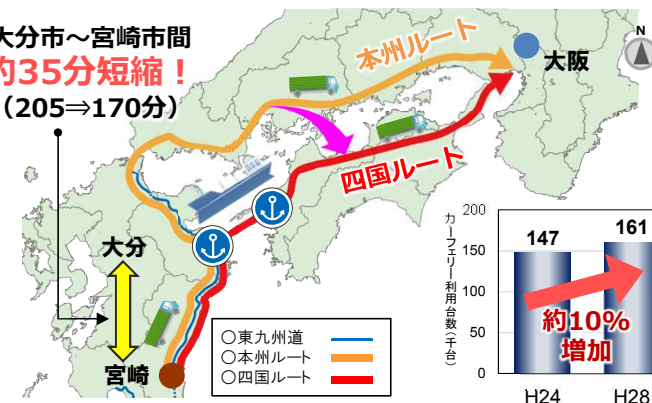 大分市～宮崎市間
約35分短縮！
（205⇒170分）
本州ルート
大阪
N
四国ルート
大分
宮崎
○東九州道
○本州ルート
○四国ルート
カーフェリー利用台数（千台）
200
150
100
50
0
147
161
約10%
増加
H24
H28